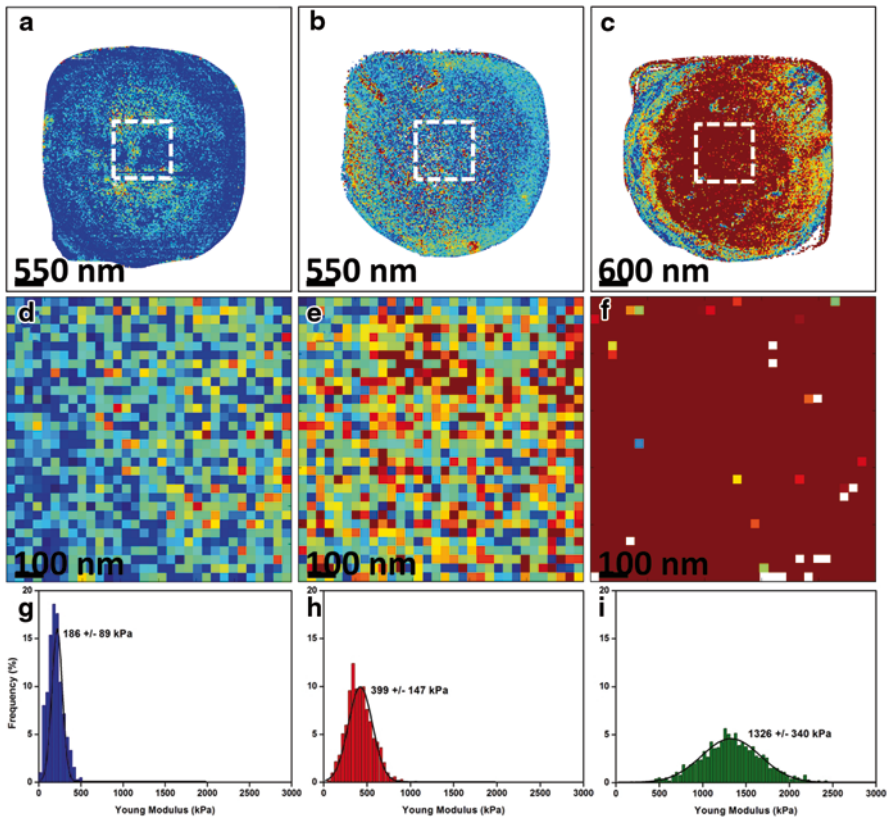 a
b
c
550 nm
550 nm
600 nm
d
e
f
100 nm
100 nm
100 nm
g
h
i
186 +/- 89 kPa
399 +/- 147 kPa
1326 +/- 340 kPa
Frequency (%)
20
15
10
5
0
20
15
10
5
0
20
15
10
5
0
0 500 1000 1500 2000 2500 3000
0 500 1000 1500 2000 2500 3000
0 500 1000 1500 2000 2500 3000
Young Modulus (kPa)
Young Modulus (kPa)
Young Modulus (kPa)